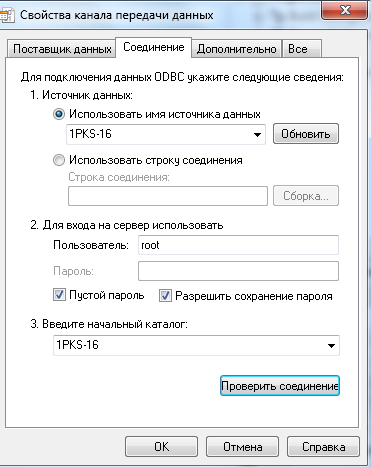 Свойства канала передачи данных
Поставщик данных Соединение Дополнительно Все
Для подключения данных ODBC укажите следующие сведения:
1. Источник данных:
Использовать имя источника данных
1PKS-16 Обновить
Использовать строку соединения
Строка соединения:
Сборка...
2. Для входа на сервер использовать
Пользователь: root
Пароль:
Пустой пароль Разрешить сохранение пароля
3. Введите начальный каталог:
1PKS-16
Проверить соединение
ОК Отмена Справка